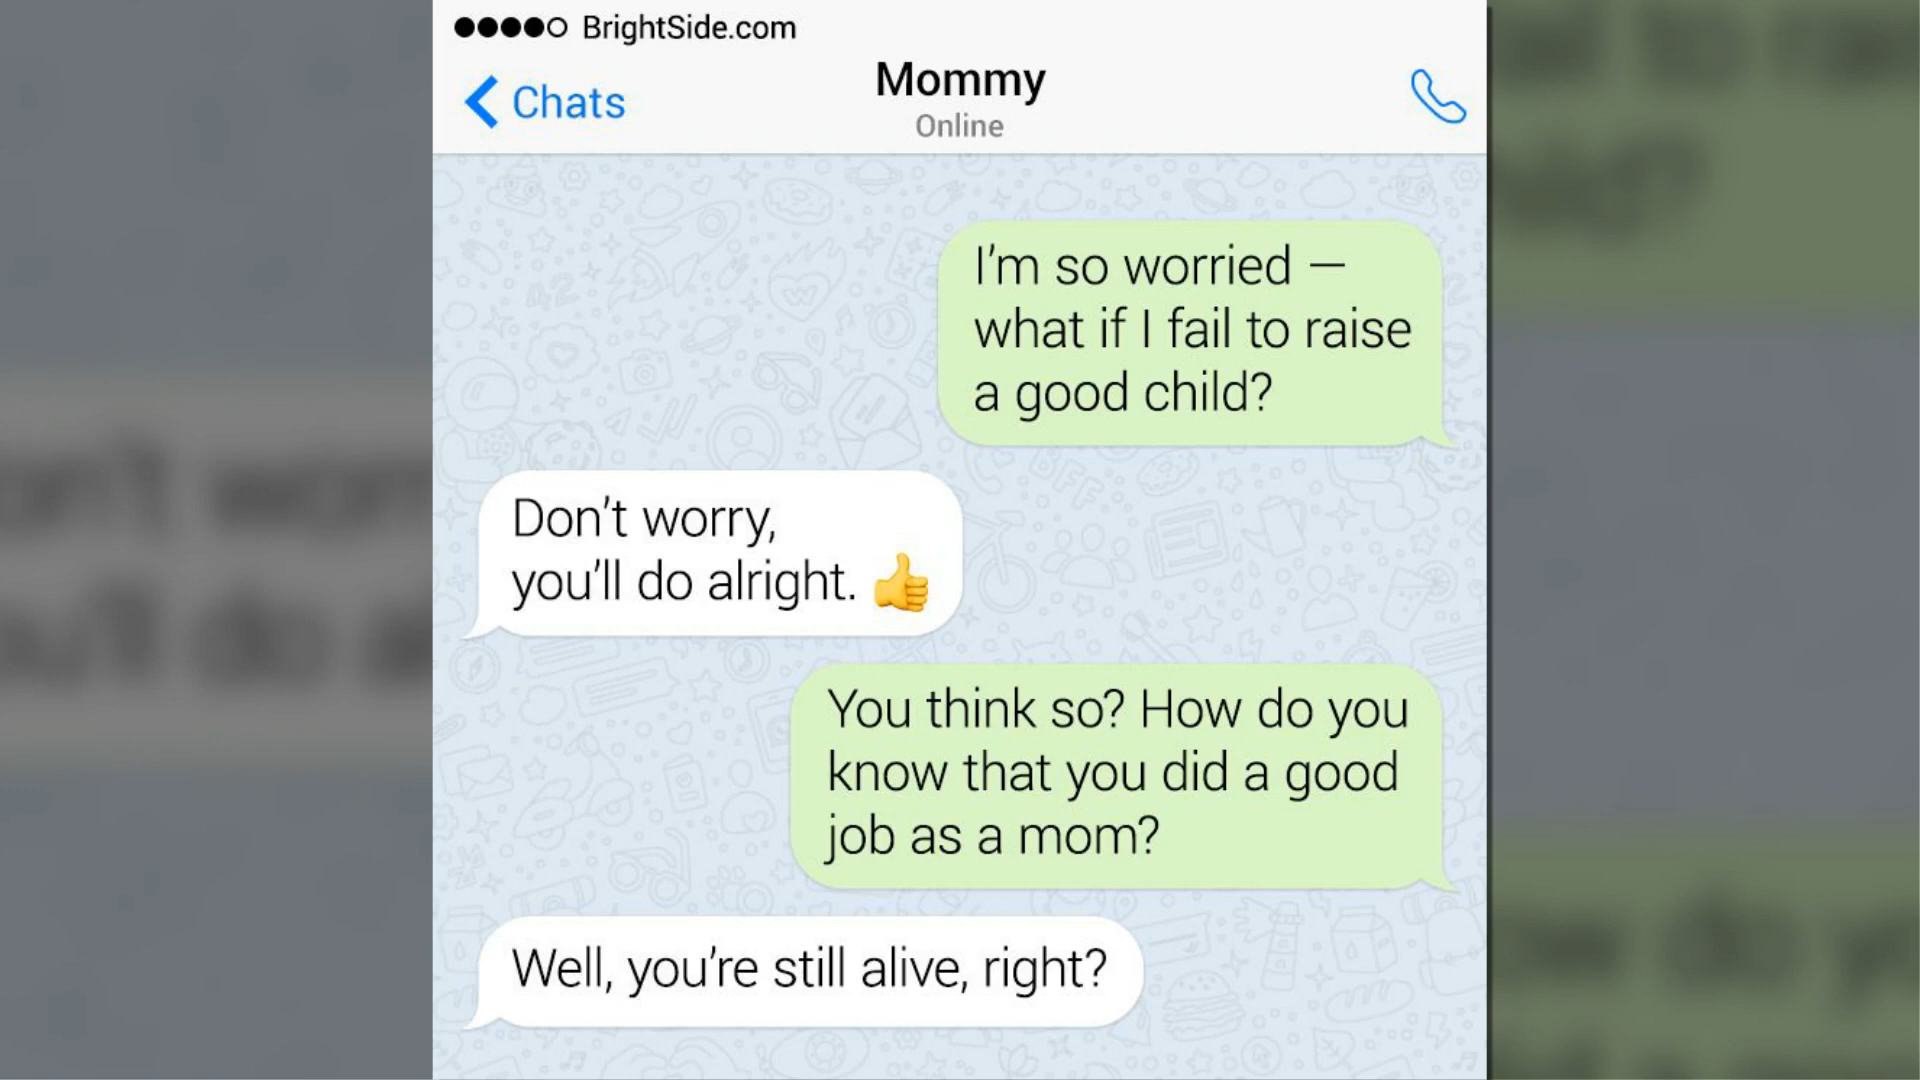 BrightSide.com
Chats
Mommy
Online
I'm so worried —
what if I fail to raise
a good child?
Don't worry,
you'll do alright. 👍
You think so? How do you
know that you did a good
job as a mom?
Well, you're still alive, right?